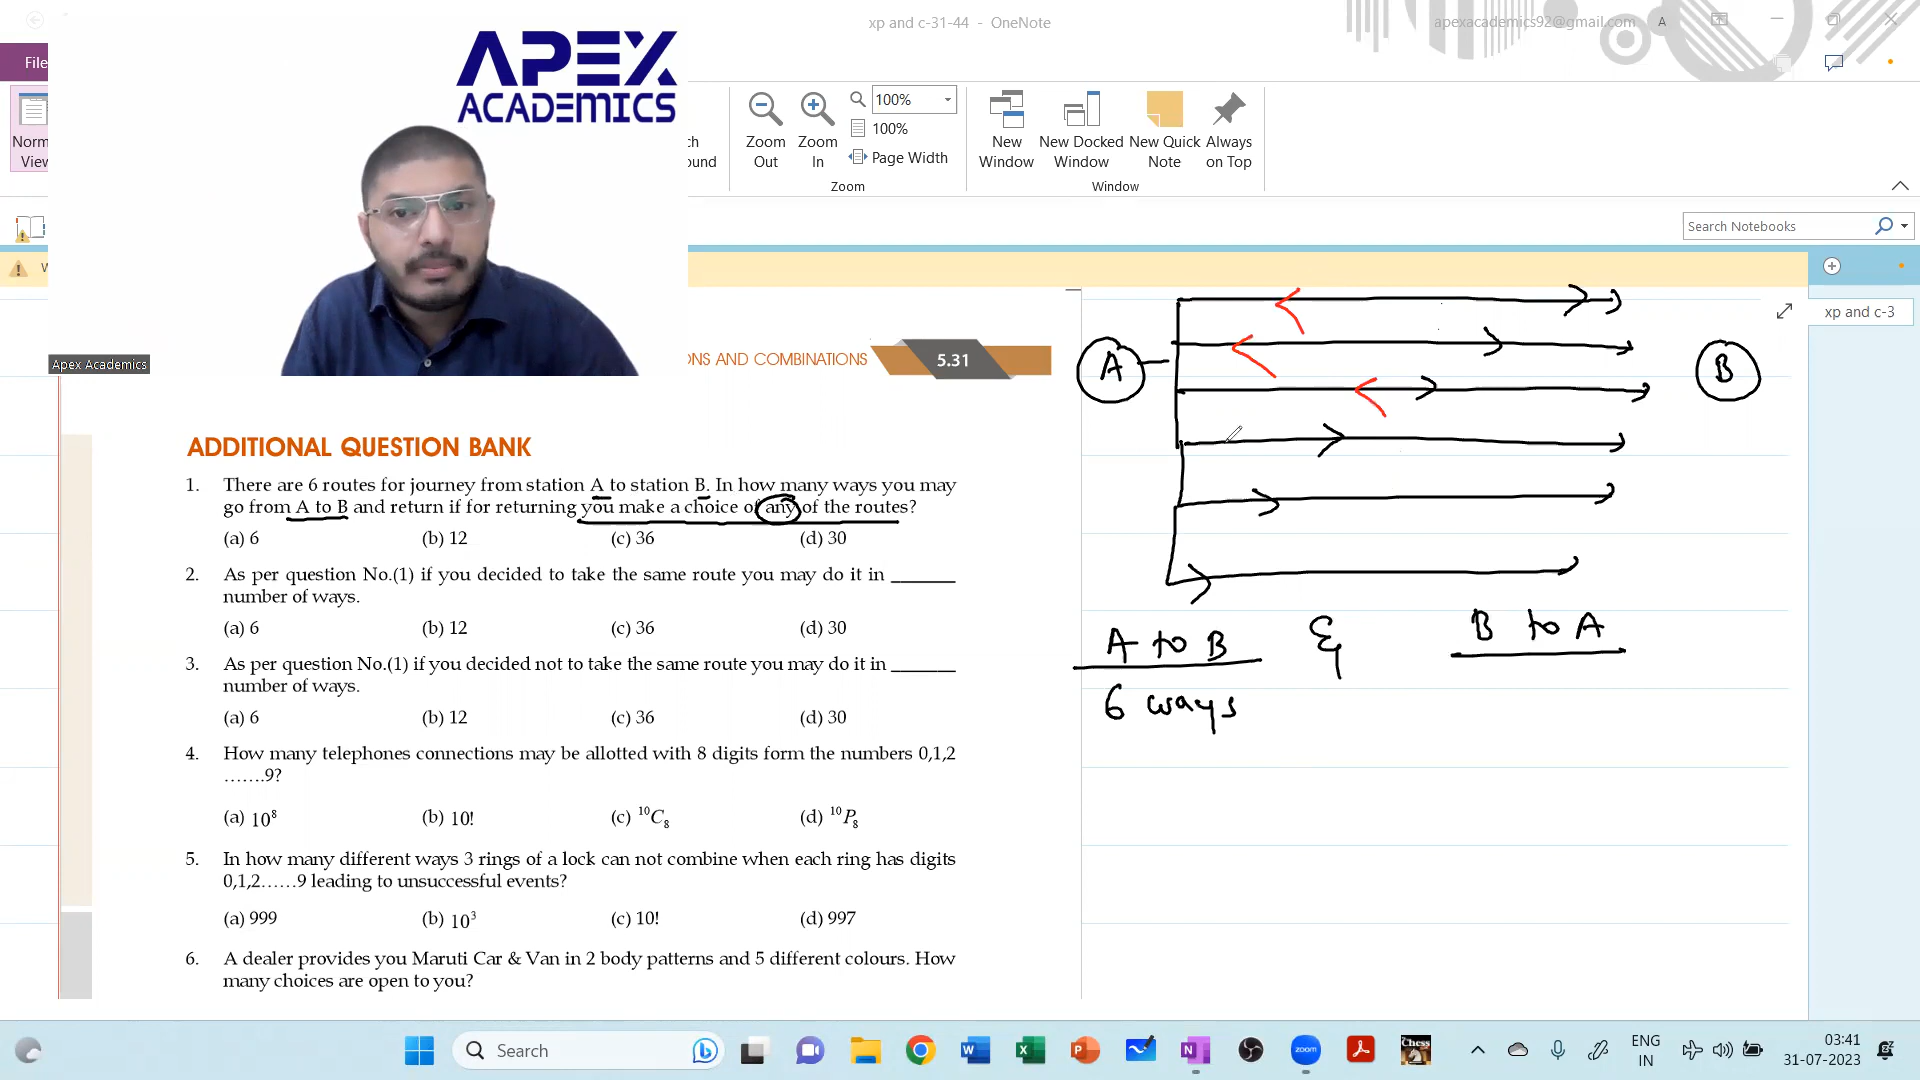 xp and c-31-44 - OneNote
apexacademics92@gmail.com A
APEX
ACADEMICS
File
Norm
View
ch
ound
Zoom Out
Zoom In
100%
100%
Page Width
Zoom
New Window
New Docked Window
New Quick Note
Always on Top
Window
Search Notebooks
W
xp and c-3
Apex Academics
ONS AND COMBINATIONS 5.31
ADDITIONAL QUESTION BANK
1. There are 6 routes for journey from station A to station B. In how many ways you may
go from A to B and return if for returning you make a choice of any of the routes?
(a) 6 (b) 12 (c) 36 (d) 30
2. As per question No.(1) if you decided to take the same route you may do it in _______
number of ways.
(a) 6 (b) 12 (c) 36 (d) 30
3. As per question No.(1) if you decided not to take the same route you may do it in _______
number of ways.
(a) 6 (b) 12 (c) 36 (d) 30
4. How many telephones connections may be allotted with 8 digits form the numbers 0,1,2
…….9?
(a) 10⁸ (b) 10! (c) ¹⁰C₈ (d) ¹⁰P₈
5. In how many different ways 3 rings of a lock can not combine when each ring has digits
0,1,2……9 leading to unsuccessful events?
(a) 999 (b) 10³ (c) 10! (d) 997
6. A dealer provides you Maruti Car & Van in 2 body patterns and 5 different colours. How
many choices are open to you?
A
B
A to B & B to A
6 ways
Search
W
X
P
N
zoom
Chess
ENG
IN
03:41
31-07-2023